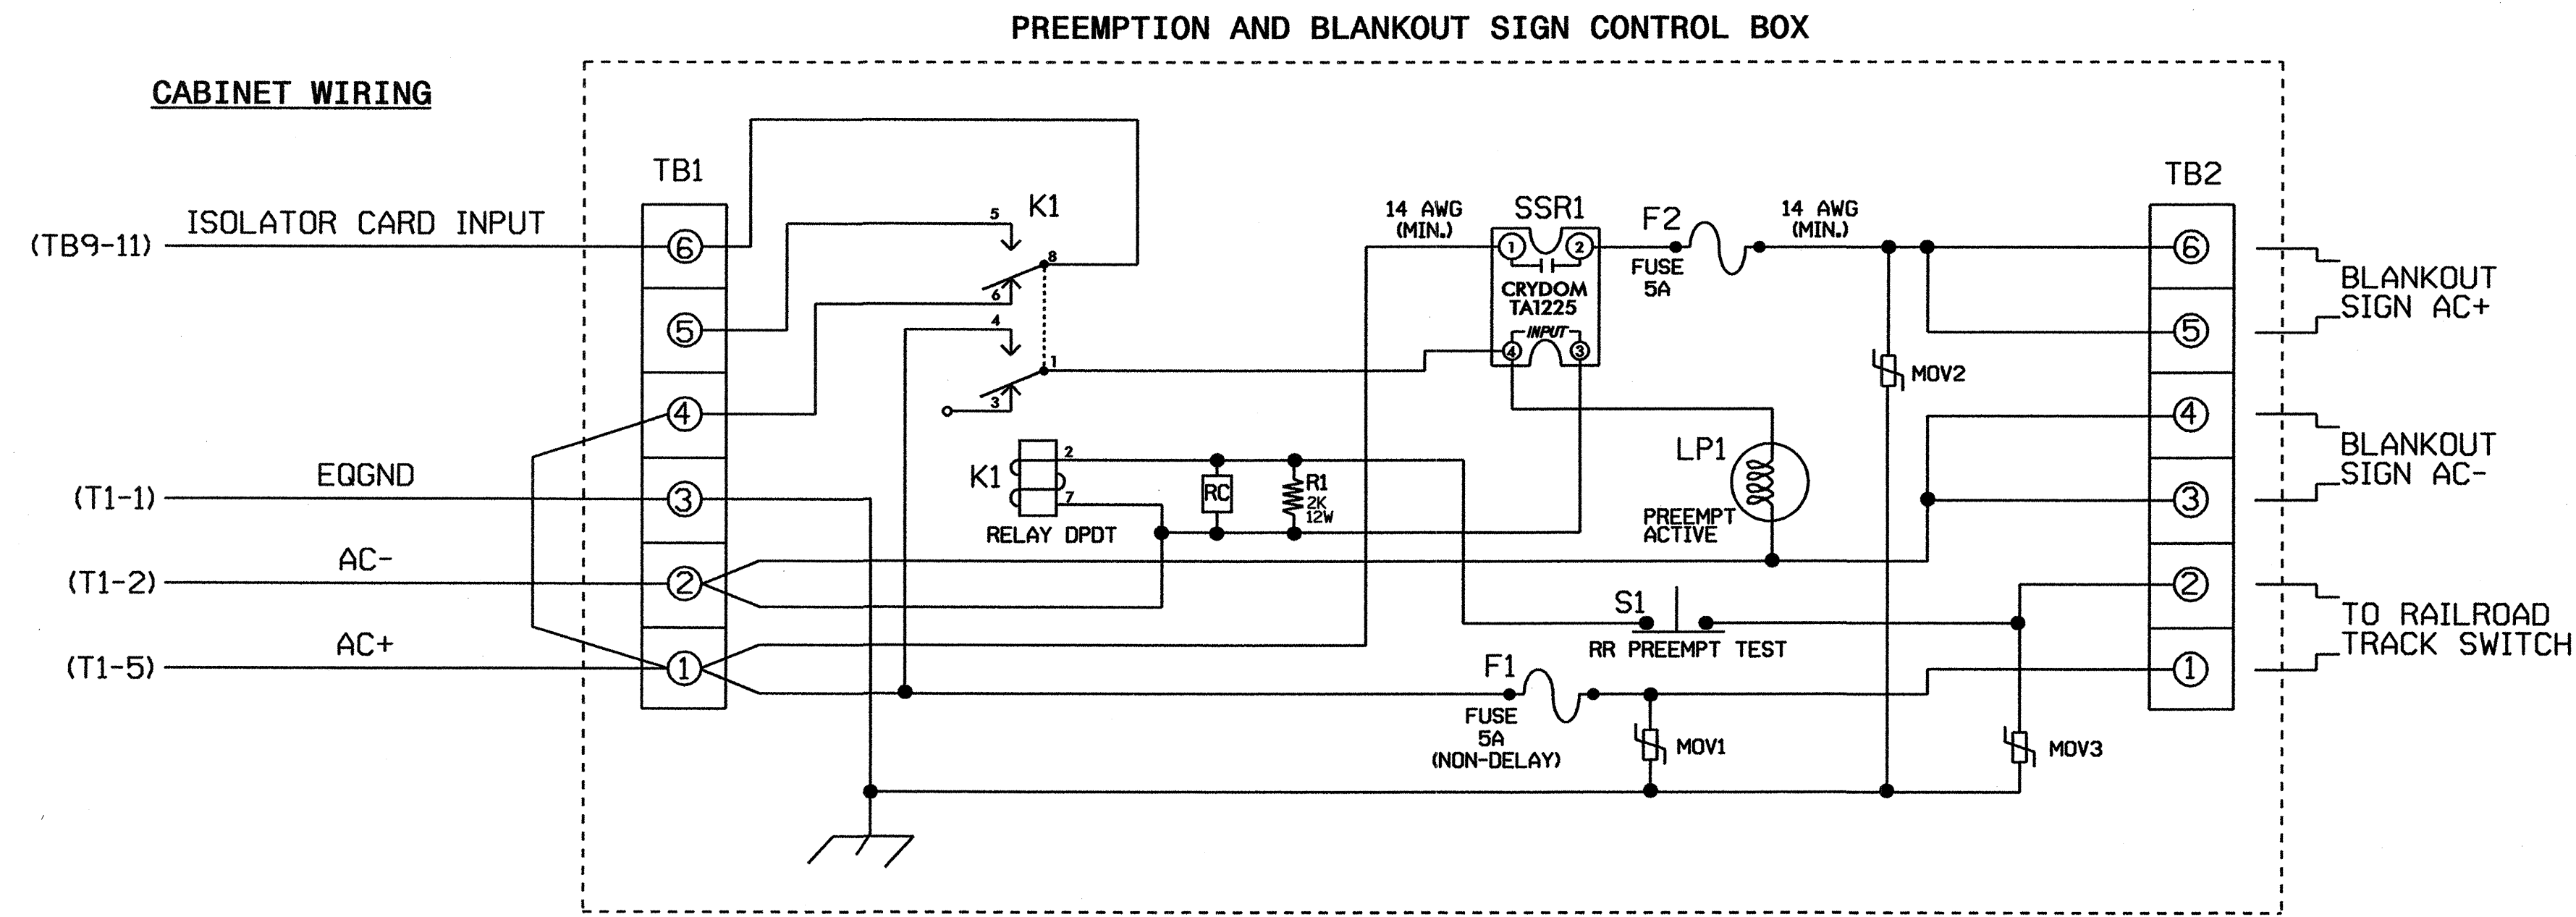 PREEMPTION AND BLANKOUT SIGN CONTROL BOX
CABINET WIRING
TB1
TB2
(TB9-11)
ISOLATOR CARD INPUT
6
5
4
3
2
1
(T1-1)
EQGND
(T1-2)
AC-
(T1-5)
AC+
K1
5
8
6
4
1
3
K1
2
7
RELAY DPDT
RC
R1
2K
12W
14 AWG
(MIN.)
SSR1
1
2
CRYDOM
TA1225
INPUT
4
3
F2
FUSE
5A
14 AWG
(MIN.)
MOV2
LP1
PREEMPT
ACTIVE
S1
RR PREEMPT TEST
F1
FUSE
5A
(NON-DELAY)
MOV1
MOV3
6
5
4
3
2
1
BLANKOUT
SIGN AC+
BLANKOUT
SIGN AC-
TO RAILROAD
TRACK SWITCH